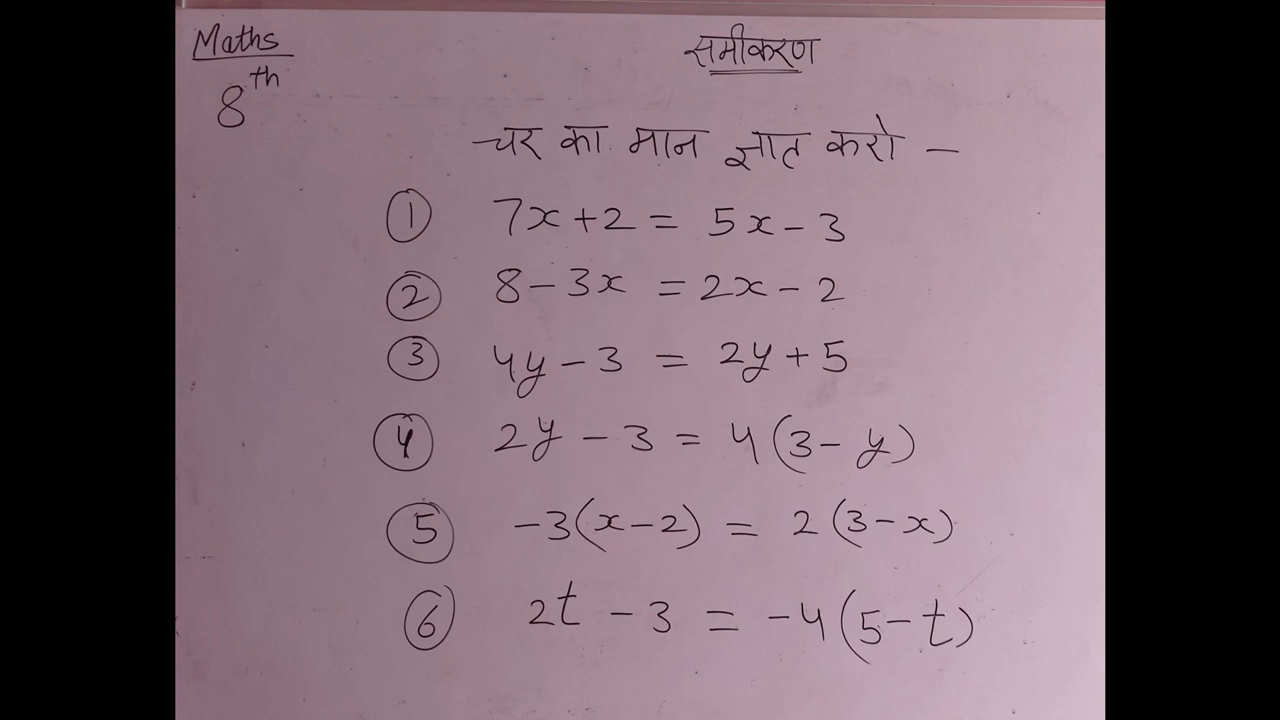 Maths
समीकरण
8th
चर का मान ज्ञात करो -
① 7x + 2 = 5x - 3
② 8 - 3x = 2x - 2
③ 4y - 3 = 2y + 5
④ 2y - 3 = 4(3 - y)
⑤ -3(x - 2) = 2(3 - x)
⑥ 2t - 3 = -4(5 - t)